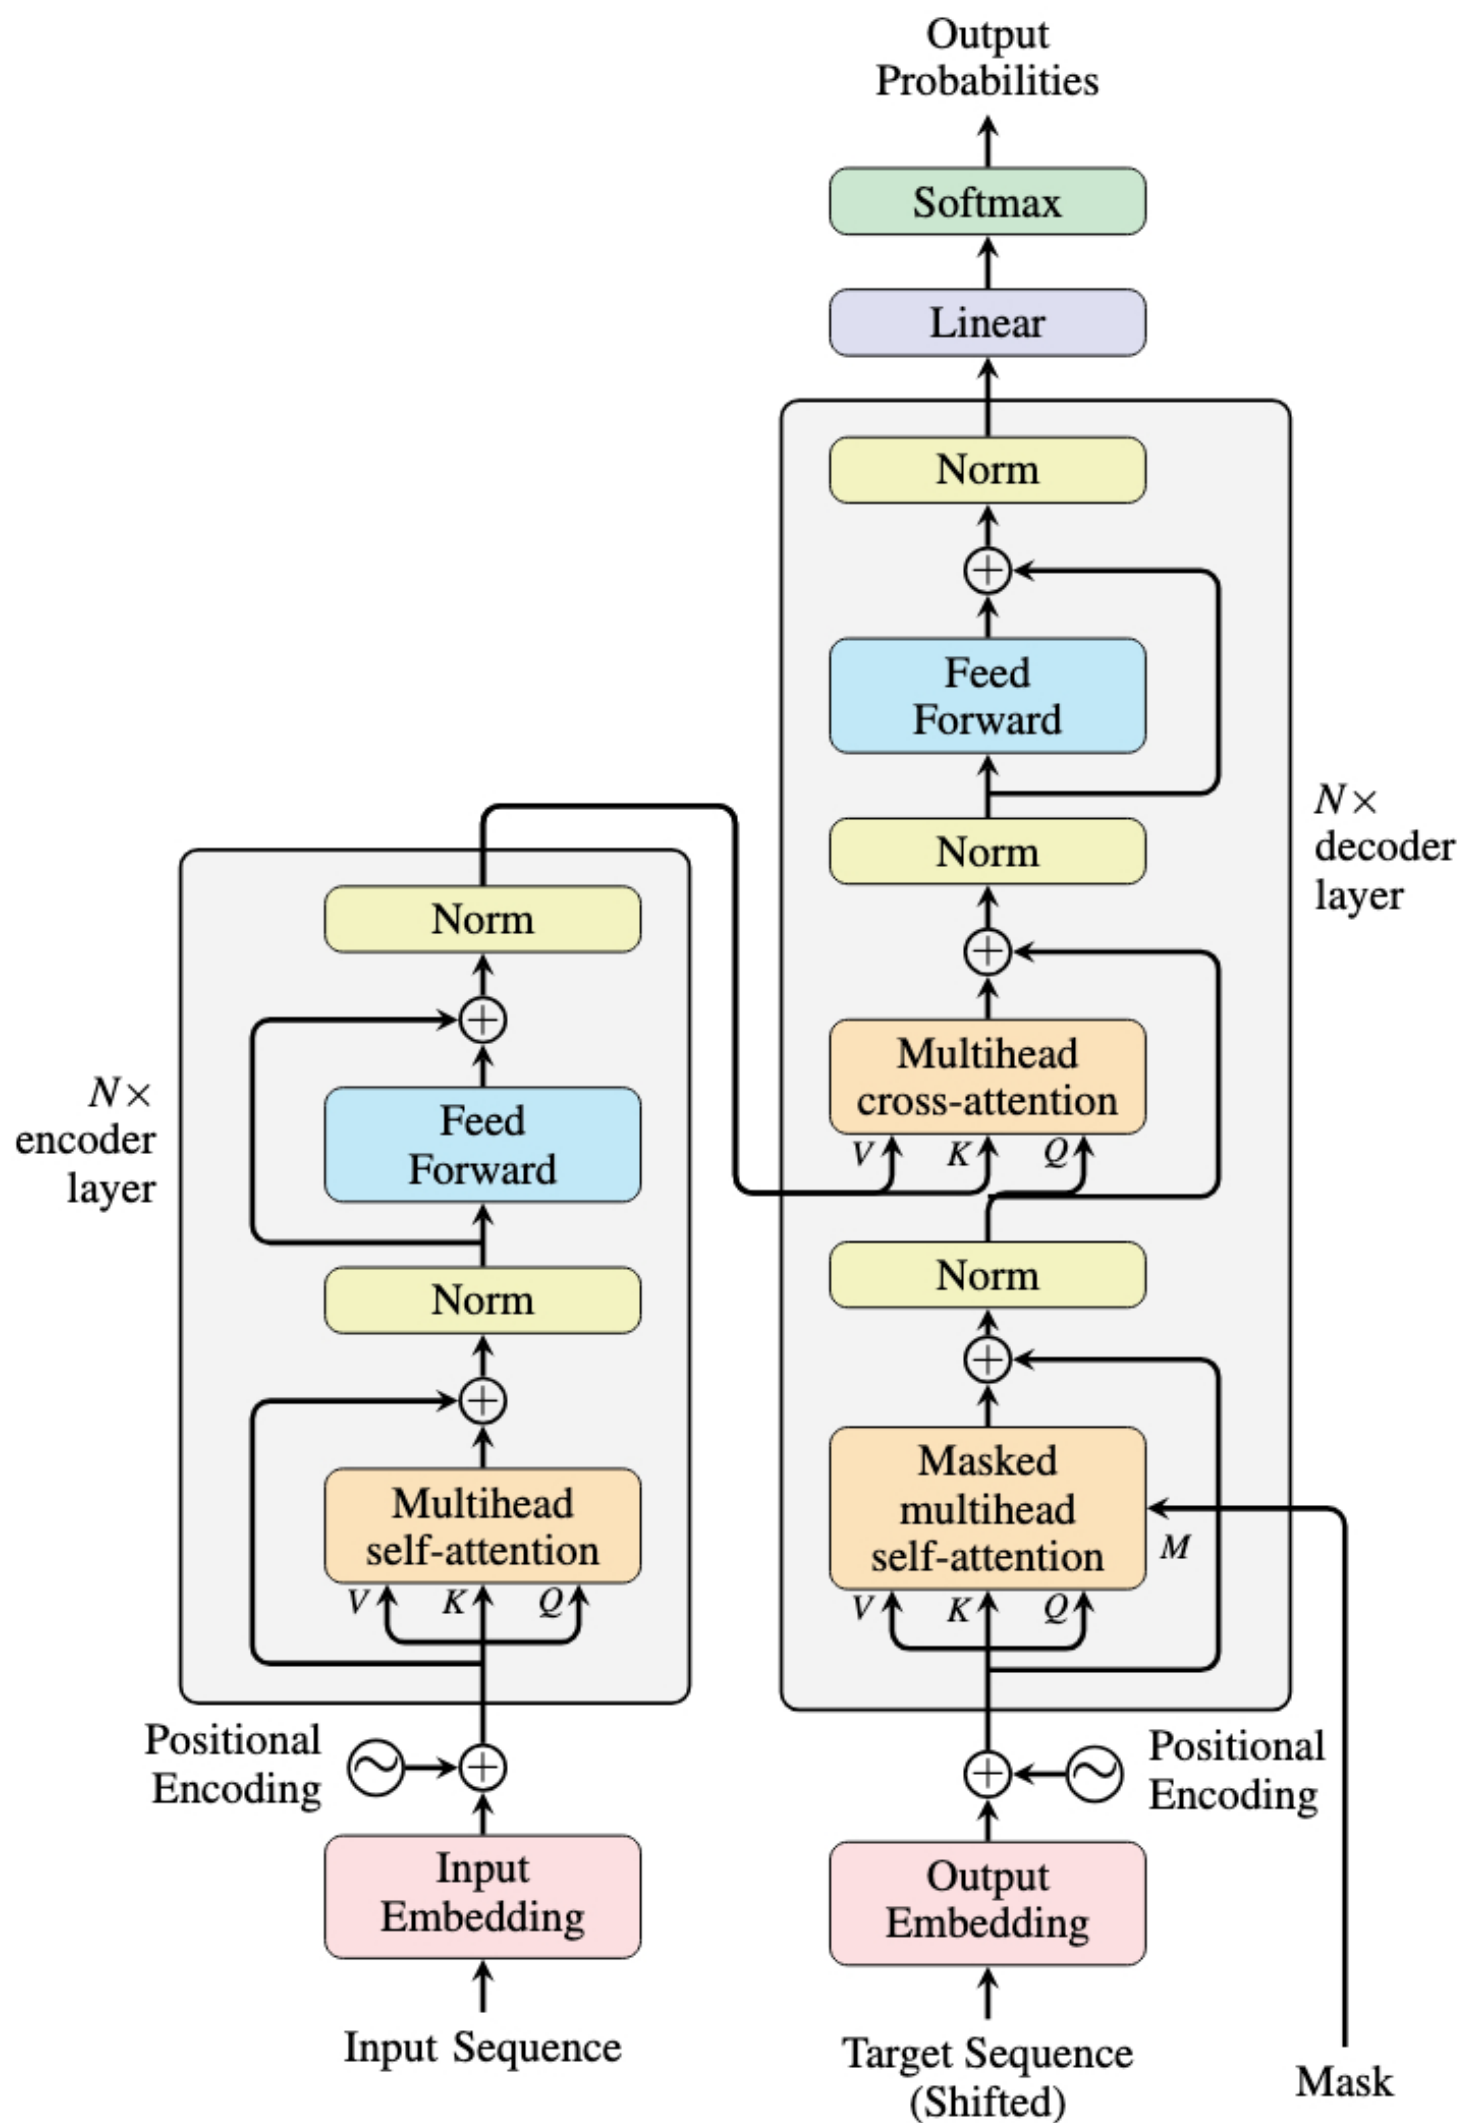 Output
Probabilities
Softmax
Linear
Norm
Feed
Forward
N×
decoder
layer
Norm
Multihead
cross-attention
V K Q
Norm
Masked
multihead
self-attention
M
V K Q
Positional
Encoding
Output
Embedding
Target Sequence
(Shifted)
Mask
Norm
N×
encoder
layer
Feed
Forward
Norm
Multihead
self-attention
V K Q
Positional
Encoding
Input
Embedding
Input Sequence